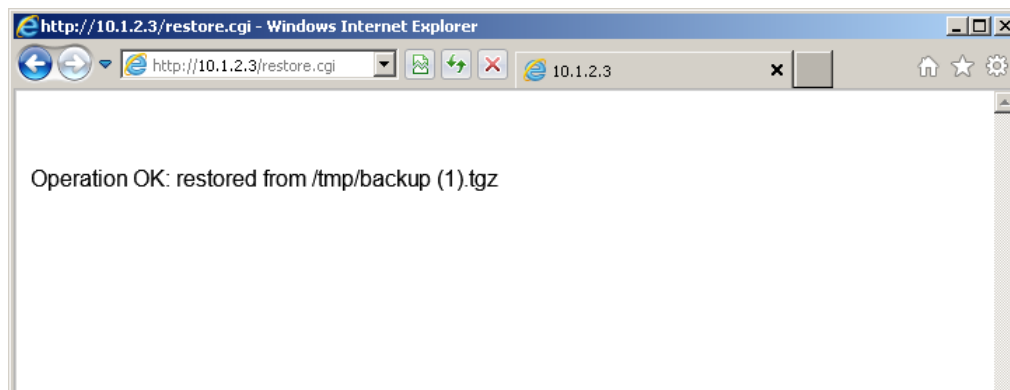 http://10.1.2.3/restore.cgi - Windows Internet Explorer
http://10.1.2.3/restore.cgi
10.1.2.3
Operation OK: restored from /tmp/backup (1).tgz